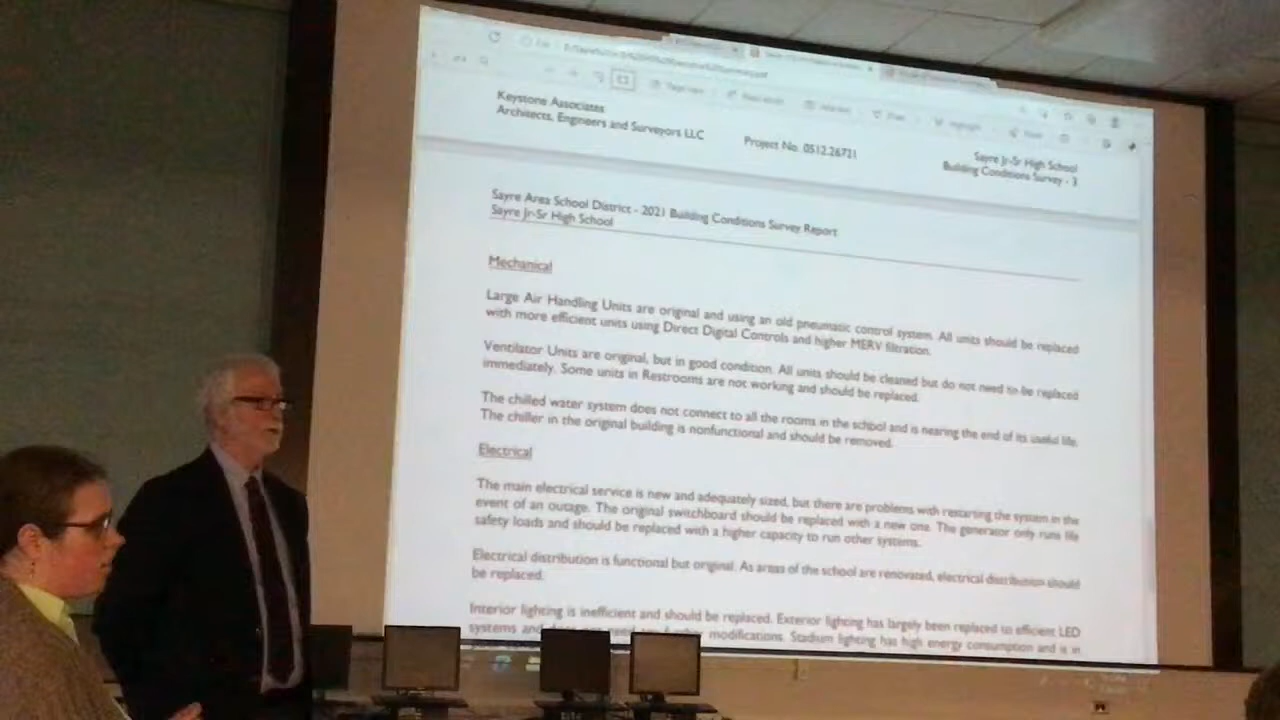 Keystone Associates
Architects, Engineers and Surveyors LLC
Project No. 0512.26721
Sayre Jr-Sr High School
Building Conditions Survey - 3
Sayre Area School District - 2021 Building Conditions Survey Report
Sayre Jr-Sr High School
Mechanical
Large Air Handling Units are original and using an old pneumatic control system. All units should be replaced
with more efficient units using Direct Digital Controls and higher MERV filtration.
Ventilator Units are original, but in good condition. All units should be cleaned but do not need to be replaced
immediately. Some units in Restrooms are not working and should be replaced.
The chilled water system does not connect to all the rooms in the school and is nearing the end of its useful life.
The chiller in the original building is nonfunctional and should be removed.
Electrical
The main electrical service is new and adequately sized, but there are problems with restarting the system in the
event of an outage. The original switchboard should be replaced with a new one. The generator only runs life
safety loads and should be replaced with a higher capacity to run other systems.
Electrical distribution is functional but original. As areas of the school are renovated, electrical distribution should
be replaced.
Interior lighting is inefficient and should be replaced. Exterior lighting has largely been replaced to efficient LED
systems and modifications. Stadium lighting has high energy consumption and is in